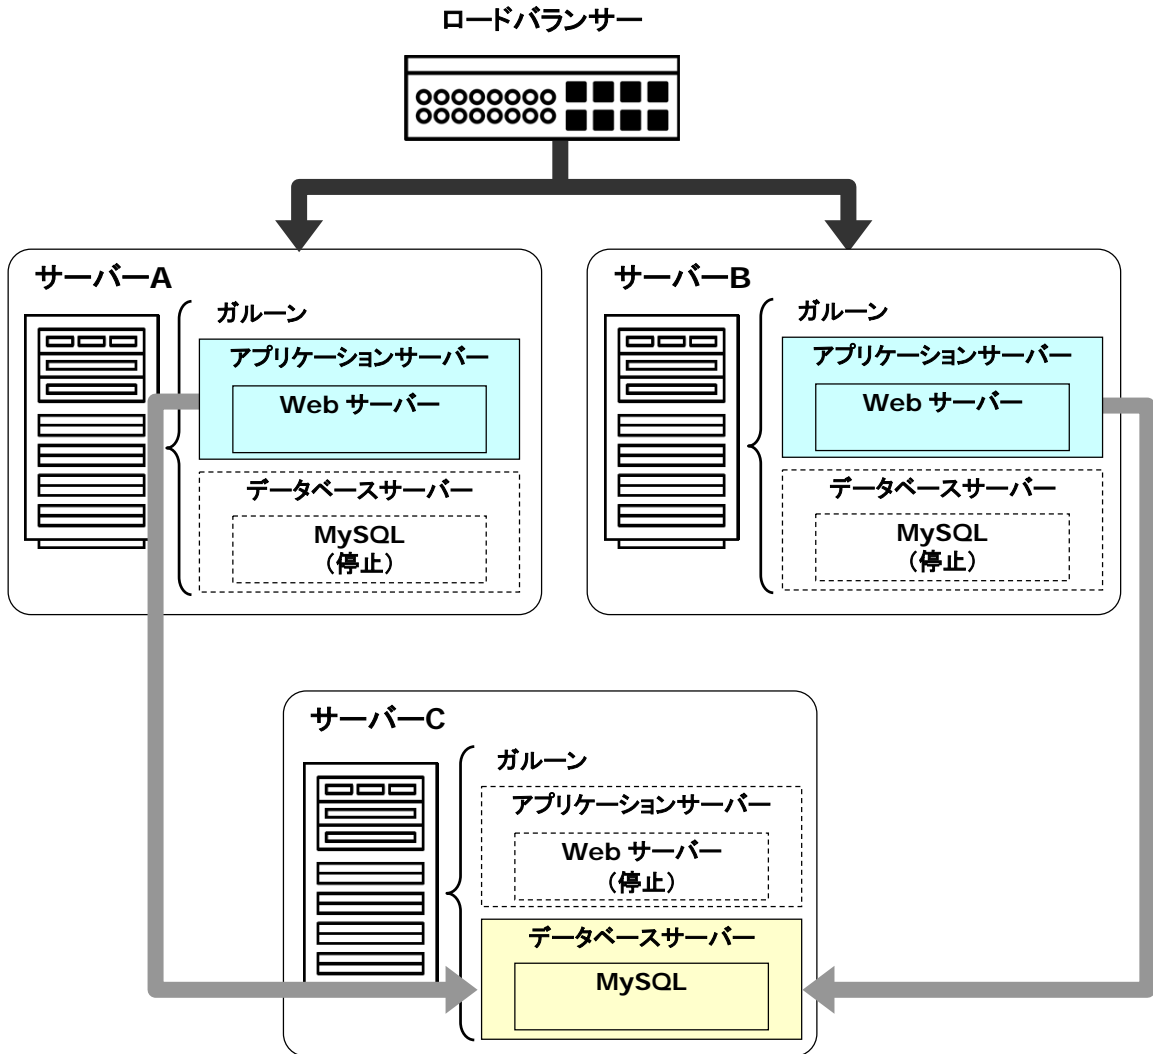 ロードバランサー
サーバーA
ガルーン
アプリケーションサーバー
Web サーバー
データベースサーバー
MySQL
（停止）
サーバーB
ガルーン
アプリケーションサーバー
Web サーバー
データベースサーバー
MySQL
（停止）
サーバーC
ガルーン
アプリケーションサーバー
Web サーバー
（停止）
データベースサーバー
MySQL